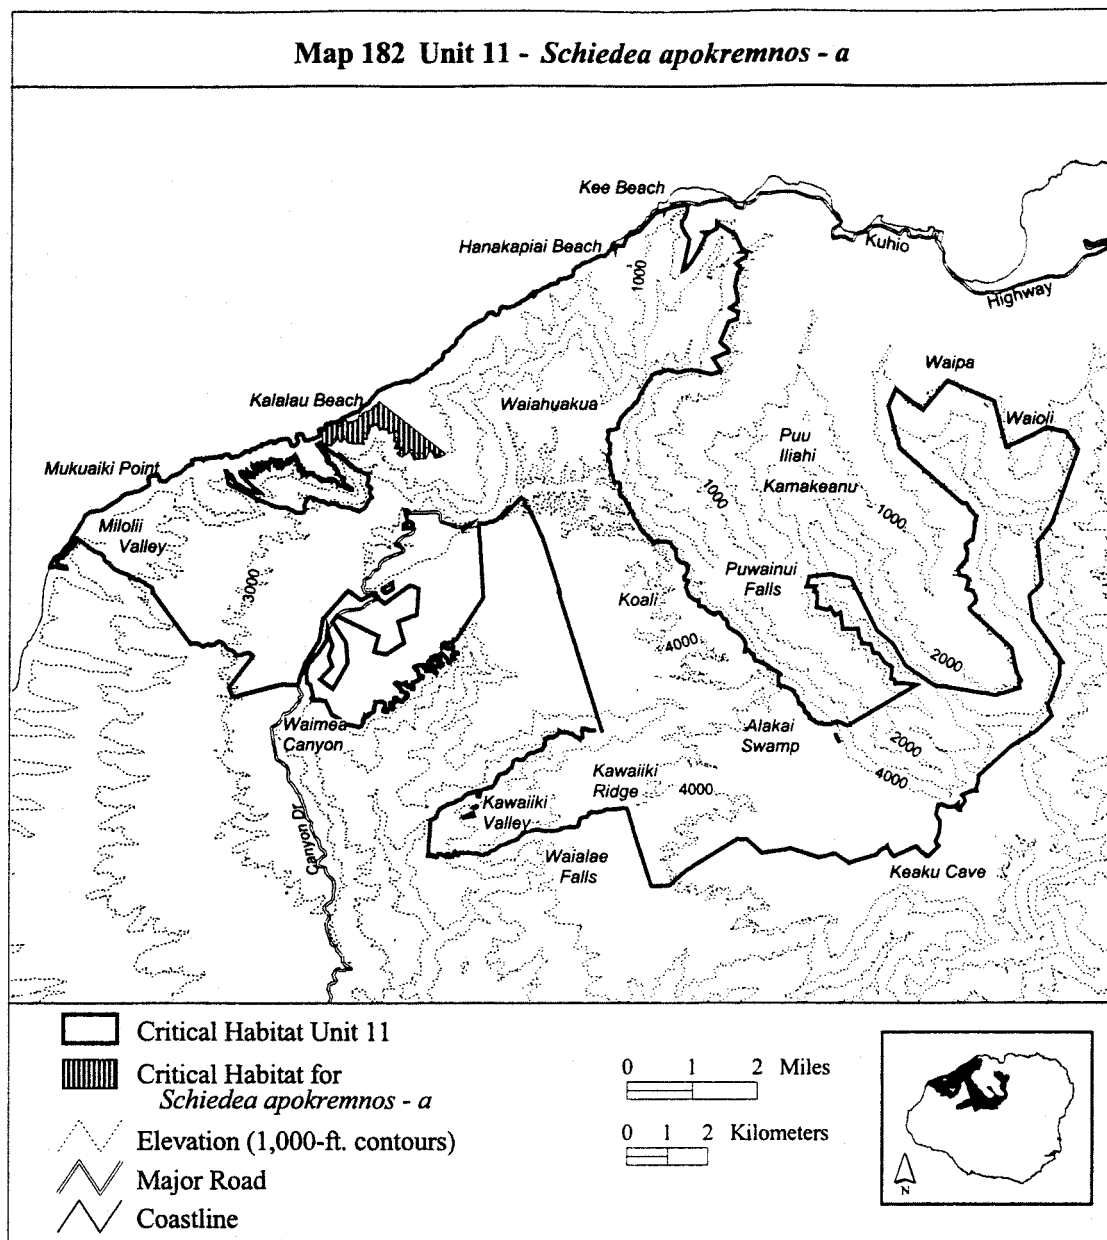 Map 182 Unit 11 - Schiedea apokremnos - a
Kee Beach
Hanakapiai Beach
Kuhio
Highway
1000
Waipa
Kalalau Beach
Waiahuakua
Waioli
Puu
Iliahi
Mukuaiki Point
Kamakeanu
1000
1000
Milolii
Valley
3000
Puwainui
Falls
Koali
4000
2000
Waimea
Canyon
Alakai
Swamp
2000
4000
Kawaiiki
Ridge
4000
Kawaiiki
Valley
Canyon Dr
Waialae
Falls
Keaku Cave
Critical Habitat Unit 11
Critical Habitat for
Schiedea apokremnos - a
Elevation (1,000-ft. contours)
Major Road
Coastline
0 1 2 Miles
0 1 2 Kilometers
N